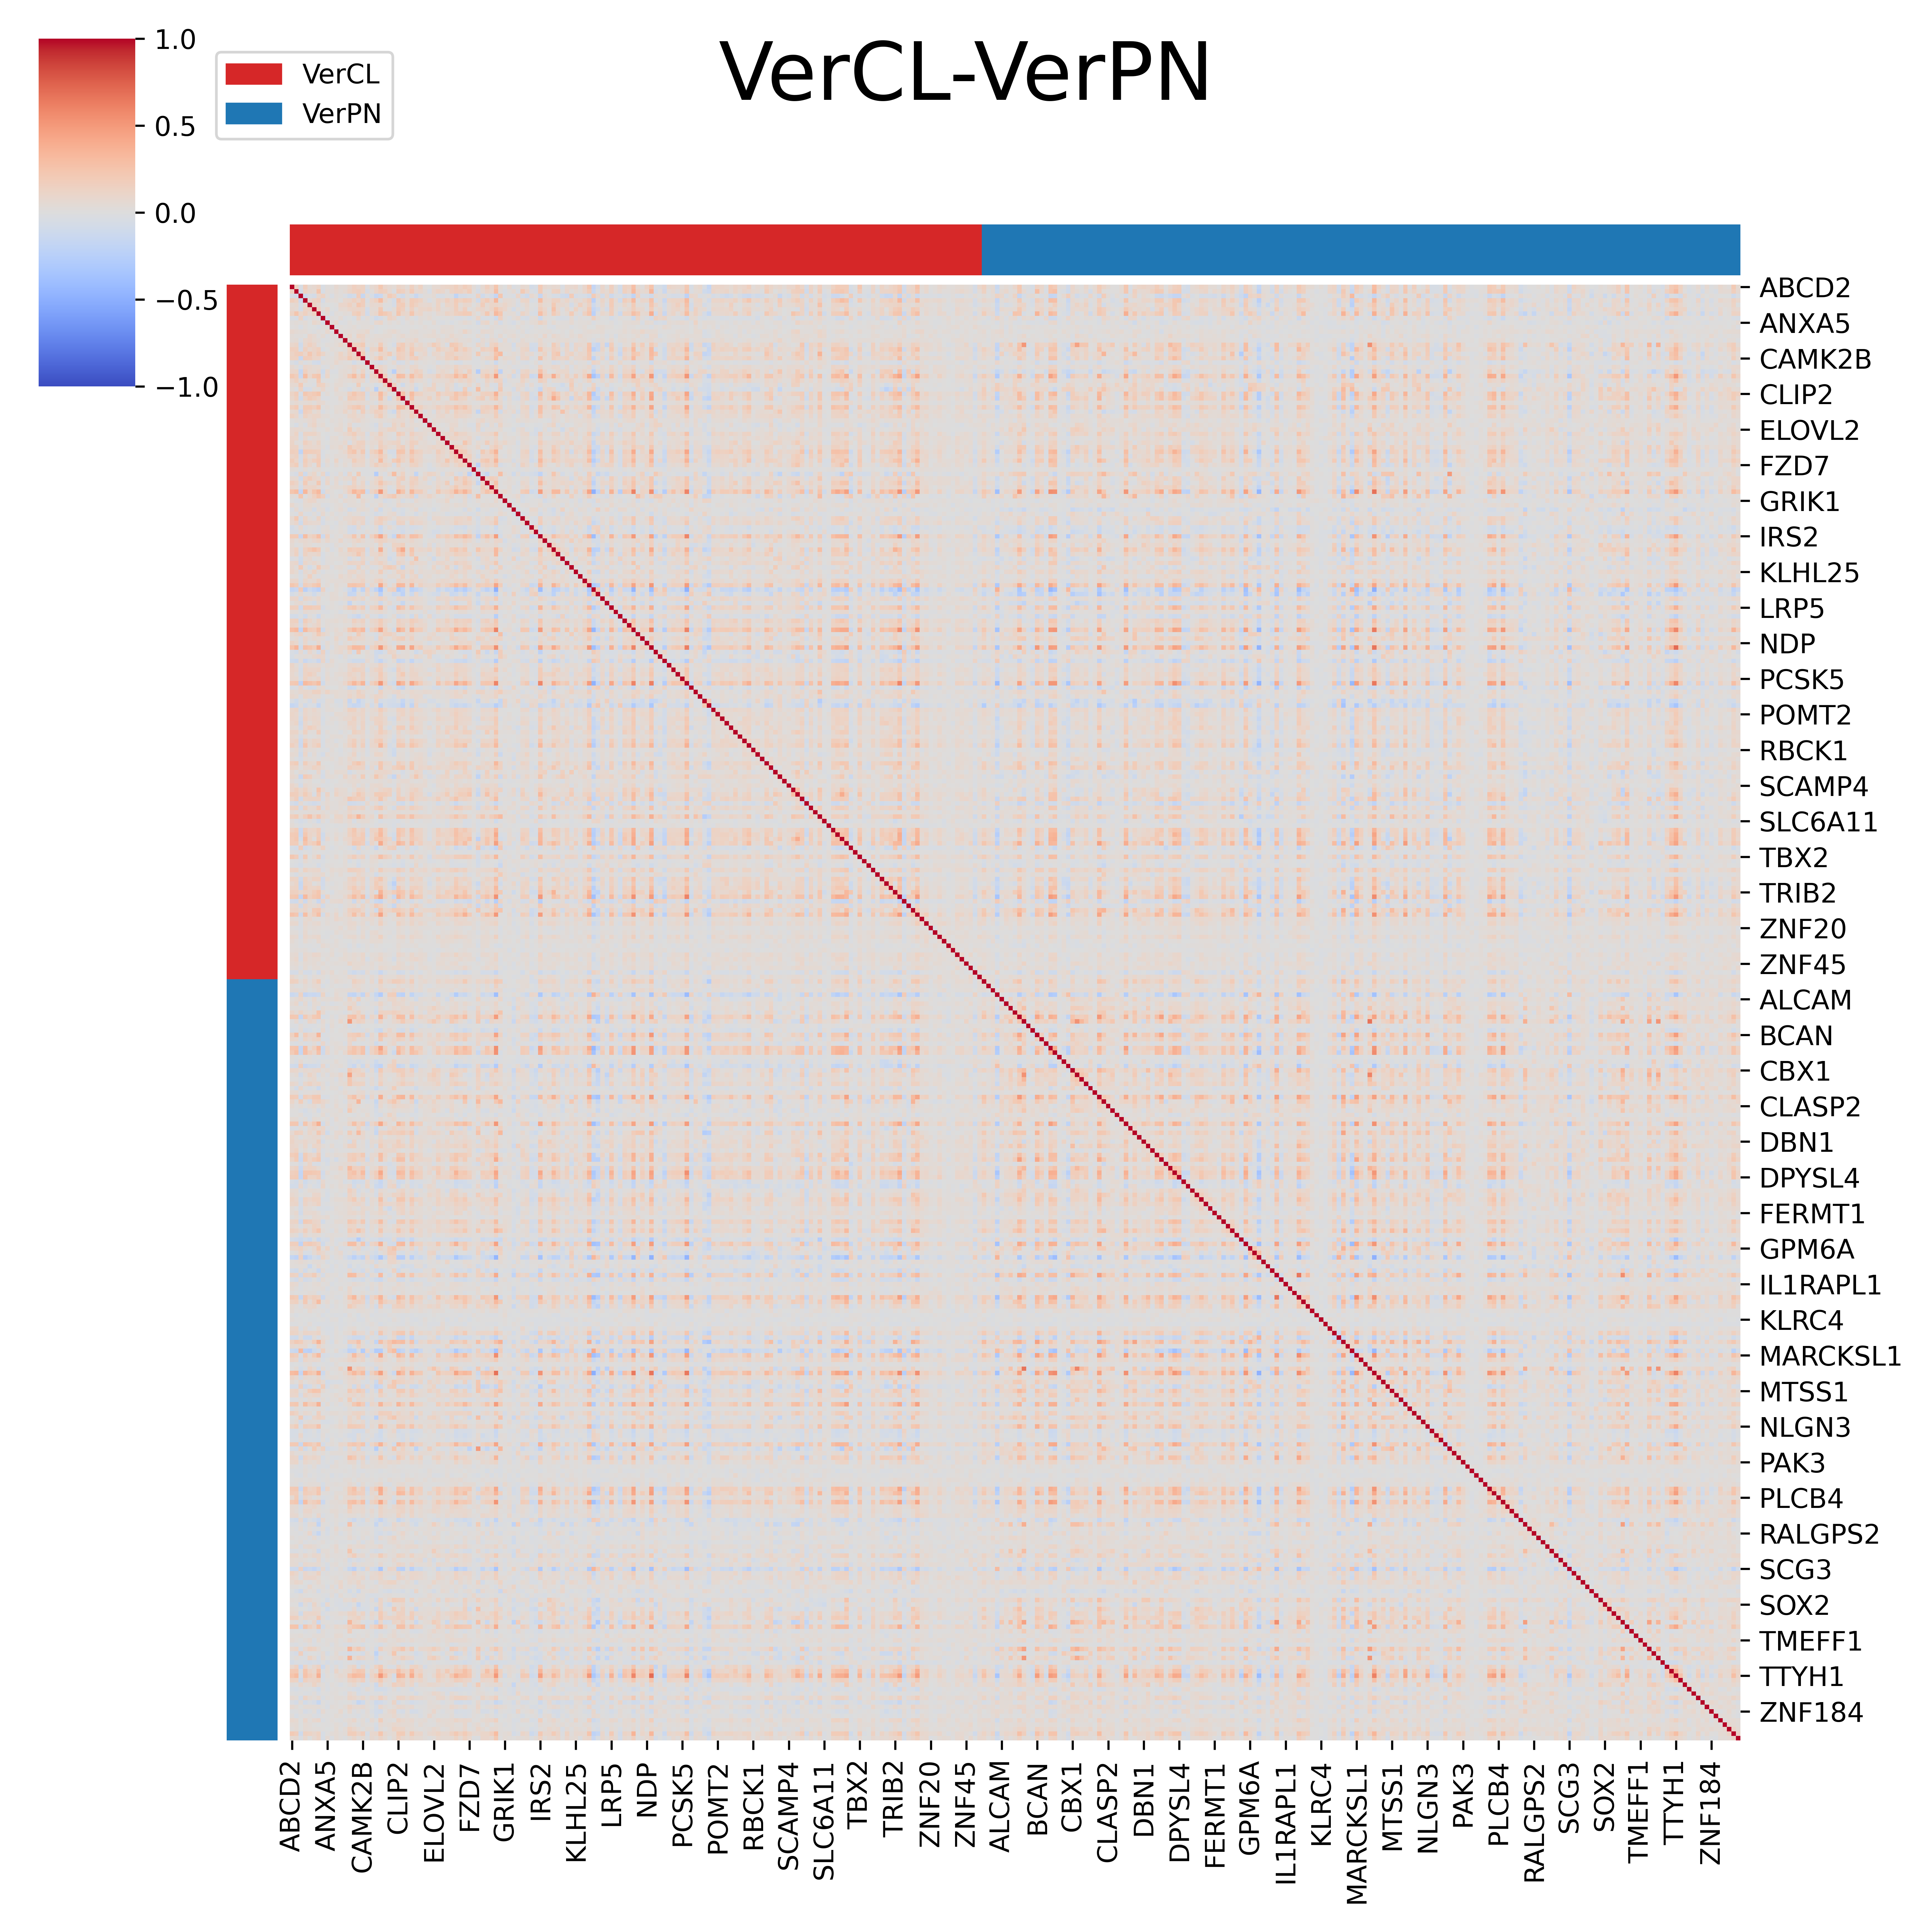 VerCL-VerPN
1.0
0.5
0.0
−0.5
−1.0
VerCL
VerPN
ABCD2
ANXA5
CAMK2B
CLIP2
ELOVL2
FZD7
GRIK1
IRS2
KLHL25
LRP5
NDP
PCSK5
POMT2
RBCK1
SCAMP4
SLC6A11
TBX2
TRIB2
ZNF20
ZNF45
ALCAM
BCAN
CBX1
CLASP2
DBN1
DPYSL4
FERMT1
GPM6A
IL1RAPL1
KLRC4
MARCKSL1
MTSS1
NLGN3
PAK3
PLCB4
RALGPS2
SCG3
SOX2
TMEFF1
TTYH1
ZNF184
ABCD2
ANXA5
CAMK2B
CLIP2
ELOVL2
FZD7
GRIK1
IRS2
KLHL25
LRP5
NDP
PCSK5
POMT2
RBCK1
SCAMP4
SLC6A11
TBX2
TRIB2
ZNF20
ZNF45
ALCAM
BCAN
CBX1
CLASP2
DBN1
DPYSL4
FERMT1
GPM6A
IL1RAPL1
KLRC4
MARCKSL1
MTSS1
NLGN3
PAK3
PLCB4
RALGPS2
SCG3
SOX2
TMEFF1
TTYH1
ZNF184